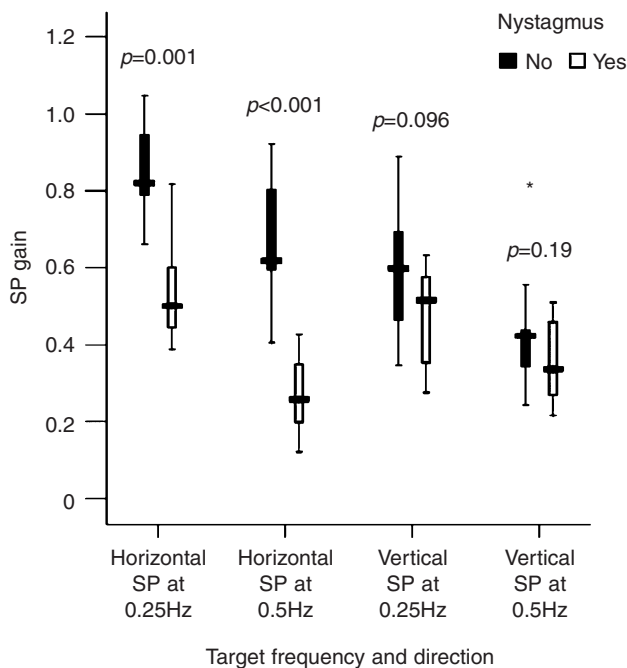 Nystagmus
No Yes
1.2
1.0
0.8
0.6
0.4
0.2
0
SP gain
p=0.001
p<0.001
p=0.096
*
p=0.19
Horizontal
SP at
0.25Hz
Horizontal
SP at
0.5Hz
Vertical
SP at
0.25Hz
Vertical
SP at
0.5Hz
Target frequency and direction